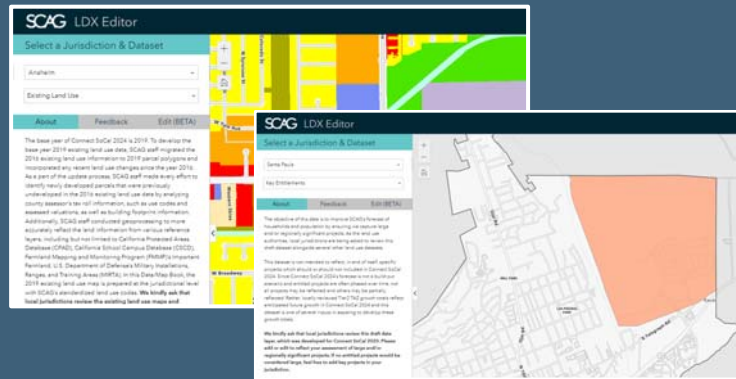 SCAG LDX Editor
Select a Jurisdiction & Dataset
Anaheim
Existing Land Use
About Feedback Edit (BETA)
The base year of Connect SoCal 2024 is 2019. To develop the
base year 2019 existing land use data, SCAG staff migrated the
2016 existing land use information to 2019 parcel polygons and
incorporated any recent land use changes since the year 2016.
As a part of the update process, SCAG staff made every effort to
identify newly developed parcels that were previously
undeveloped in the 2016 existing land use data by analyzing
county assessor's tax roll information, such as use codes and
assessed valuations, as well as building footprint information.
Additionally, SCAG staff conducted geoprocessing to more
accurately reflect the land information from various reference
layers, including but not limited to California Protected Areas
Database (CPAD), California School Campus Database (CSCD),
Farmland Mapping and Monitoring Program (FMMP)'s Important
Farmland, U.S. Department of Defense's Military Installations,
Ranges, and Training Areas (MIRTA). In this Data/Map Book, the
2019 existing land use map is prepared at the jurisdictional level
with SCAG's standardized land use codes. We kindly ask that
local jurisdictions review the existing land use maps and
W Broadway
SCAG LDX Editor
Select a Jurisdiction & Dataset
Santa Paula
Key Entitlements
About Feedback Edit (BETA)
The objective of the data is to improve SCAG's forecast of
households and population by ensuring we capture large
and/or regionally significant projects. As the land use
authorities, local jurisdictions are being asked to review this
draft dataset alongside several other land use datasets.
This dataset is not intended to reflect, in and of itself, specific
projects which should or should not be included in Connect SoCal
2024. Since Connect SoCal 2024's forecast is not a build-out
scenario and entitled projects are often phased over time, not
all projects may be reflected and others may be partially
reflected. Rather, locally reviewed Tier2 TAZ growth totals reflect
anticipated future growth in Connect SoCal 2024 and this
dataset is one of several inputs in assisting to develop these
growth totals.
We kindly ask that local jurisdictions review this draft data
layer, which was developed for Connect SoCal 2020. Please
add or edit to reflect your assessment of large and/or
regionally significant projects. If no entitled projects would be
considered large, feel free to add key projects in your
jurisdiction.